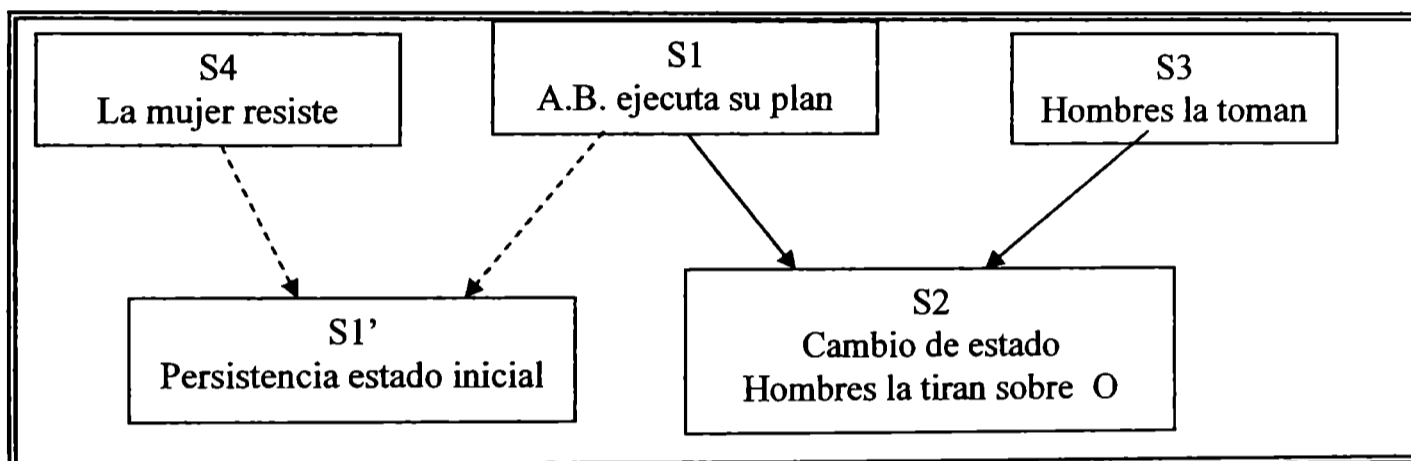 S4
La mujer resiste
S1
A.B. ejecuta su plan
S3
Hombres la toman
S1’
Persistencia estado inicial
S2
Cambio de estado
Hombres la tiran sobre O